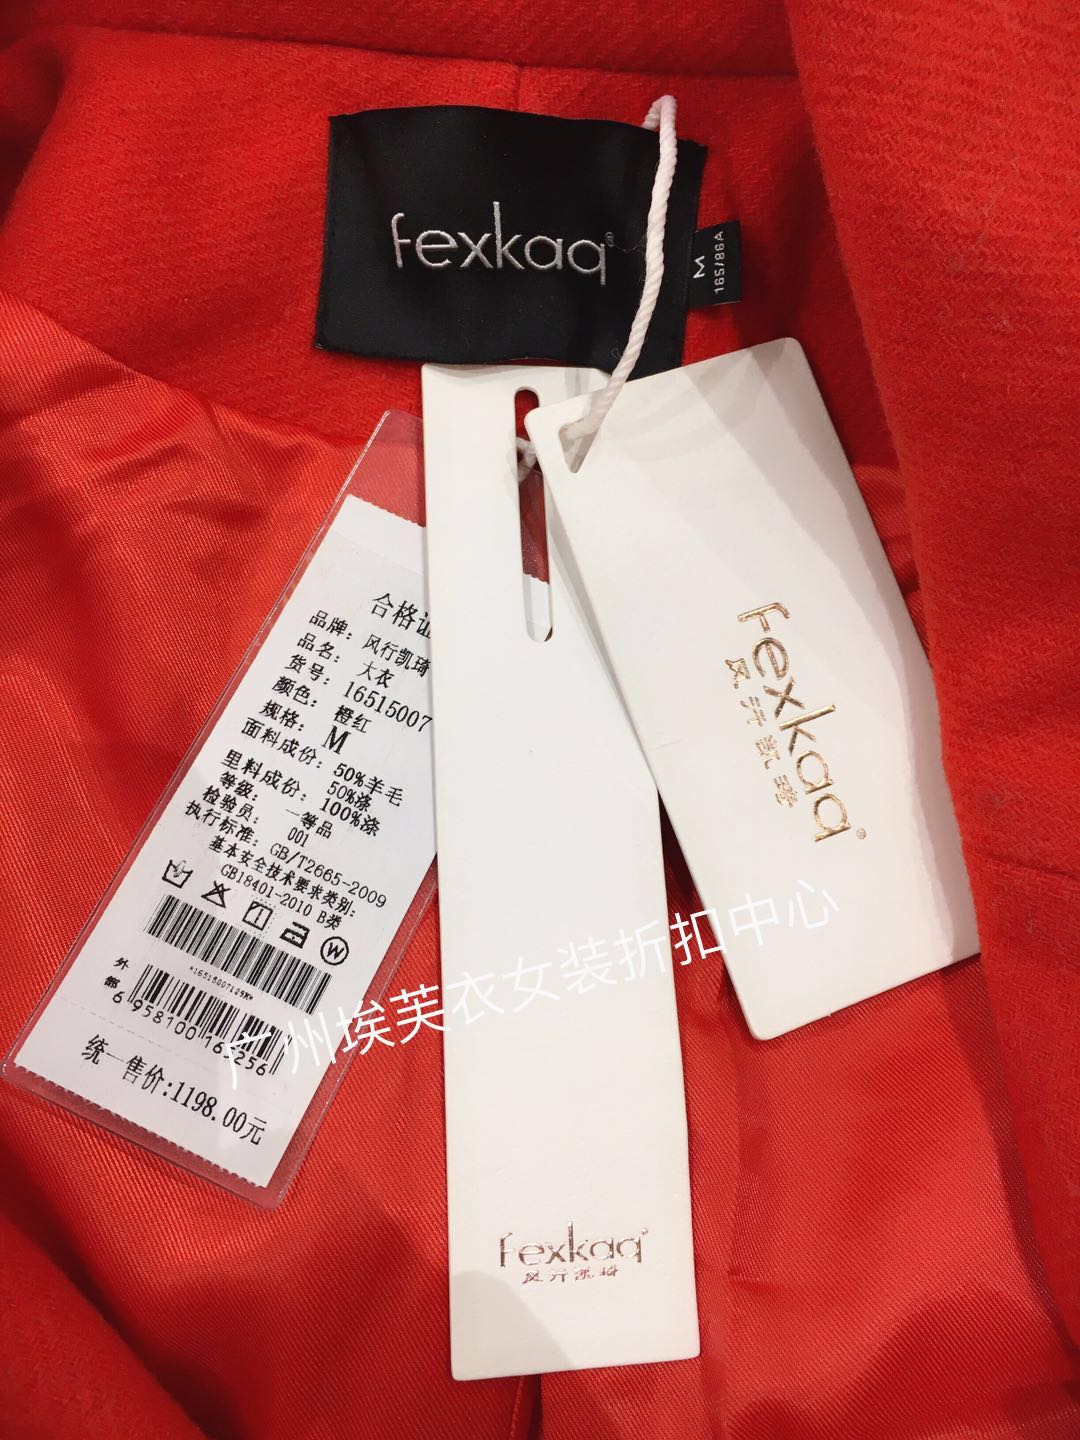 fexkaq®
M
165/86A
合格证
品牌：风行凯琦
品名：大衣
货号：16515007
颜色：橙红
规格：M
面料成份：50%羊毛
50%涤
里料成份：100%涤
等级：一等品
检验员：001
执行标准：GB/T2665-2009
基本安全技术要求类别：
GB18401-2010 B类
W
外
部
6 958100 165256
统一售价:1198.00元
fexkaq®
风行凯琦
fexkaq®
风行凯琦
广州埃芙衣女装折扣中心